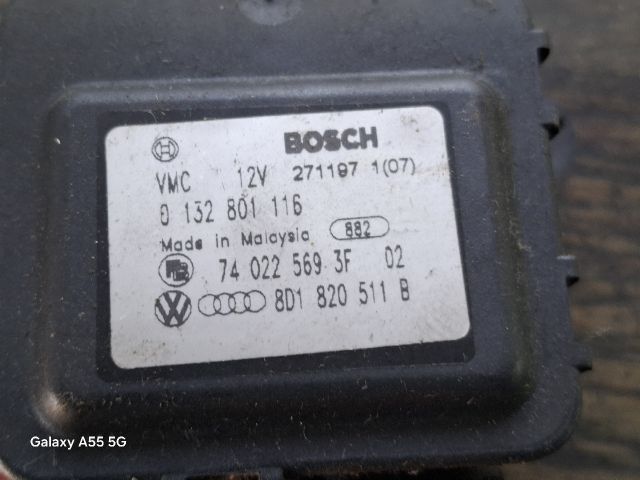 BOSCH
VMC 12V 271197 1(07)
0 132 801 116
Made in Malaysia 882
74 022 569 3F 02
8D1 820 511 B
Galaxy A55 5G